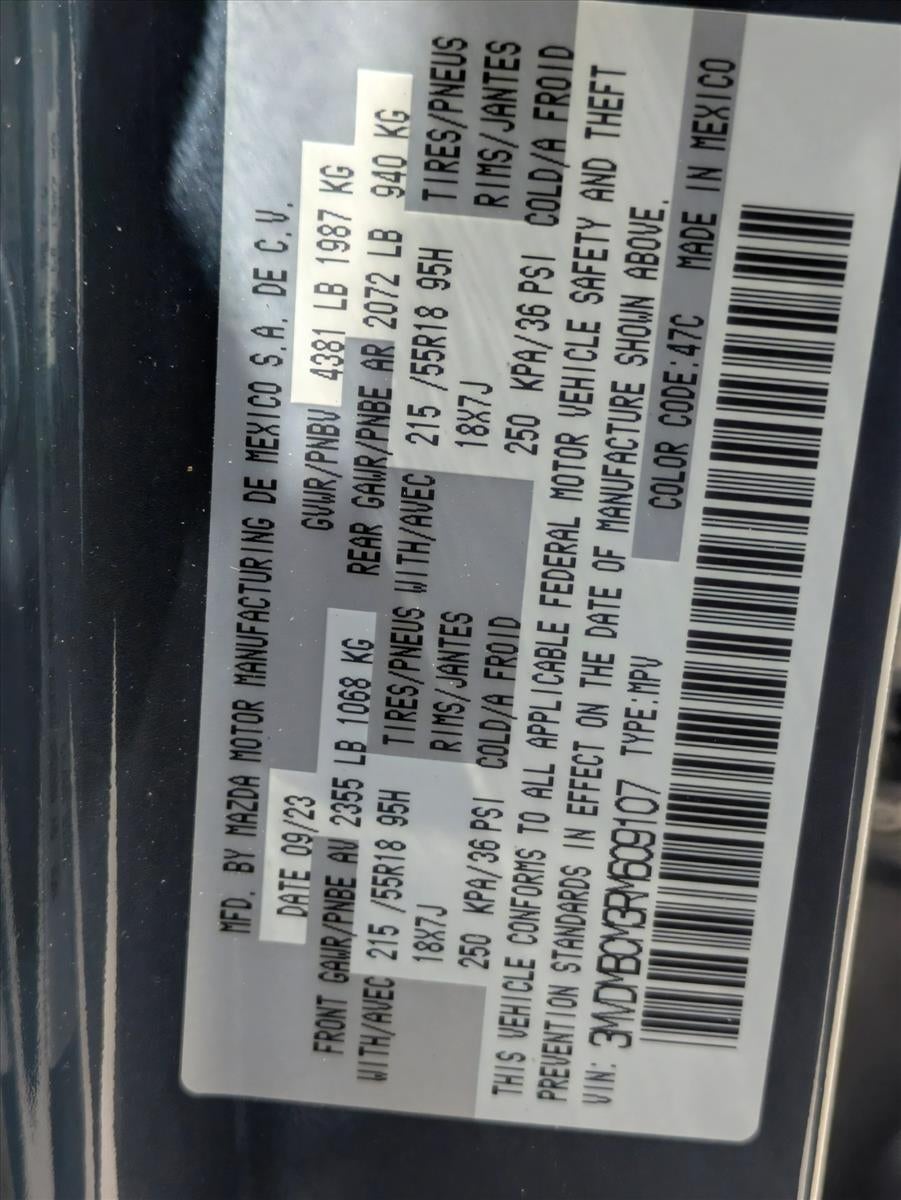 MFD. BY MAZDA MOTOR MANUFACTURING DE MEXICO S.A. DE C.V.
DATE 09/23 GVWR/PNBV 4381 LB 1987 KG
FRONT GAWR/PNBE AV 2355 LB 1068 KG REAR GAWR/PNBE AR 2072 LB 940 KG
WITH/AVEC 215 /55R18 95H TIRES/PNEUS WITH/AVEC 215 /55R18 95H TIRES/PNEUS
18X7J RIMS/JANTES 18X7J RIMS/JANTES
250 KPA/36 PSI COLD/A FROID 250 KPA/36 PSI COLD/A FROID
THIS VEHICLE CONFORMS TO ALL APPLICABLE FEDERAL MOTOR VEHICLE SAFETY AND THEFT
PREVENTION STANDARDS IN EFFECT ON THE DATE OF MANUFACTURE SHOWN ABOVE.
VIN: 3MVDMBCM3RM609107 TYPE:MPV COLOR CODE:47C MADE IN MEXICO